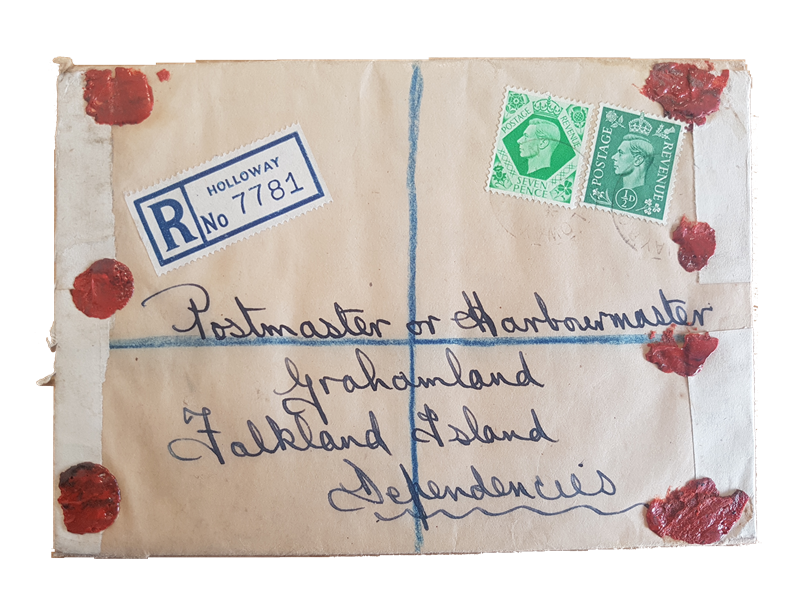 HOLLOWAY
R No 7781
POSTAGE REVENUE
SEVEN PENCE
POSTAGE REVENUE
½D
Postmaster or Harbourmaster
Grahamland
Falkland Island
Dependencies